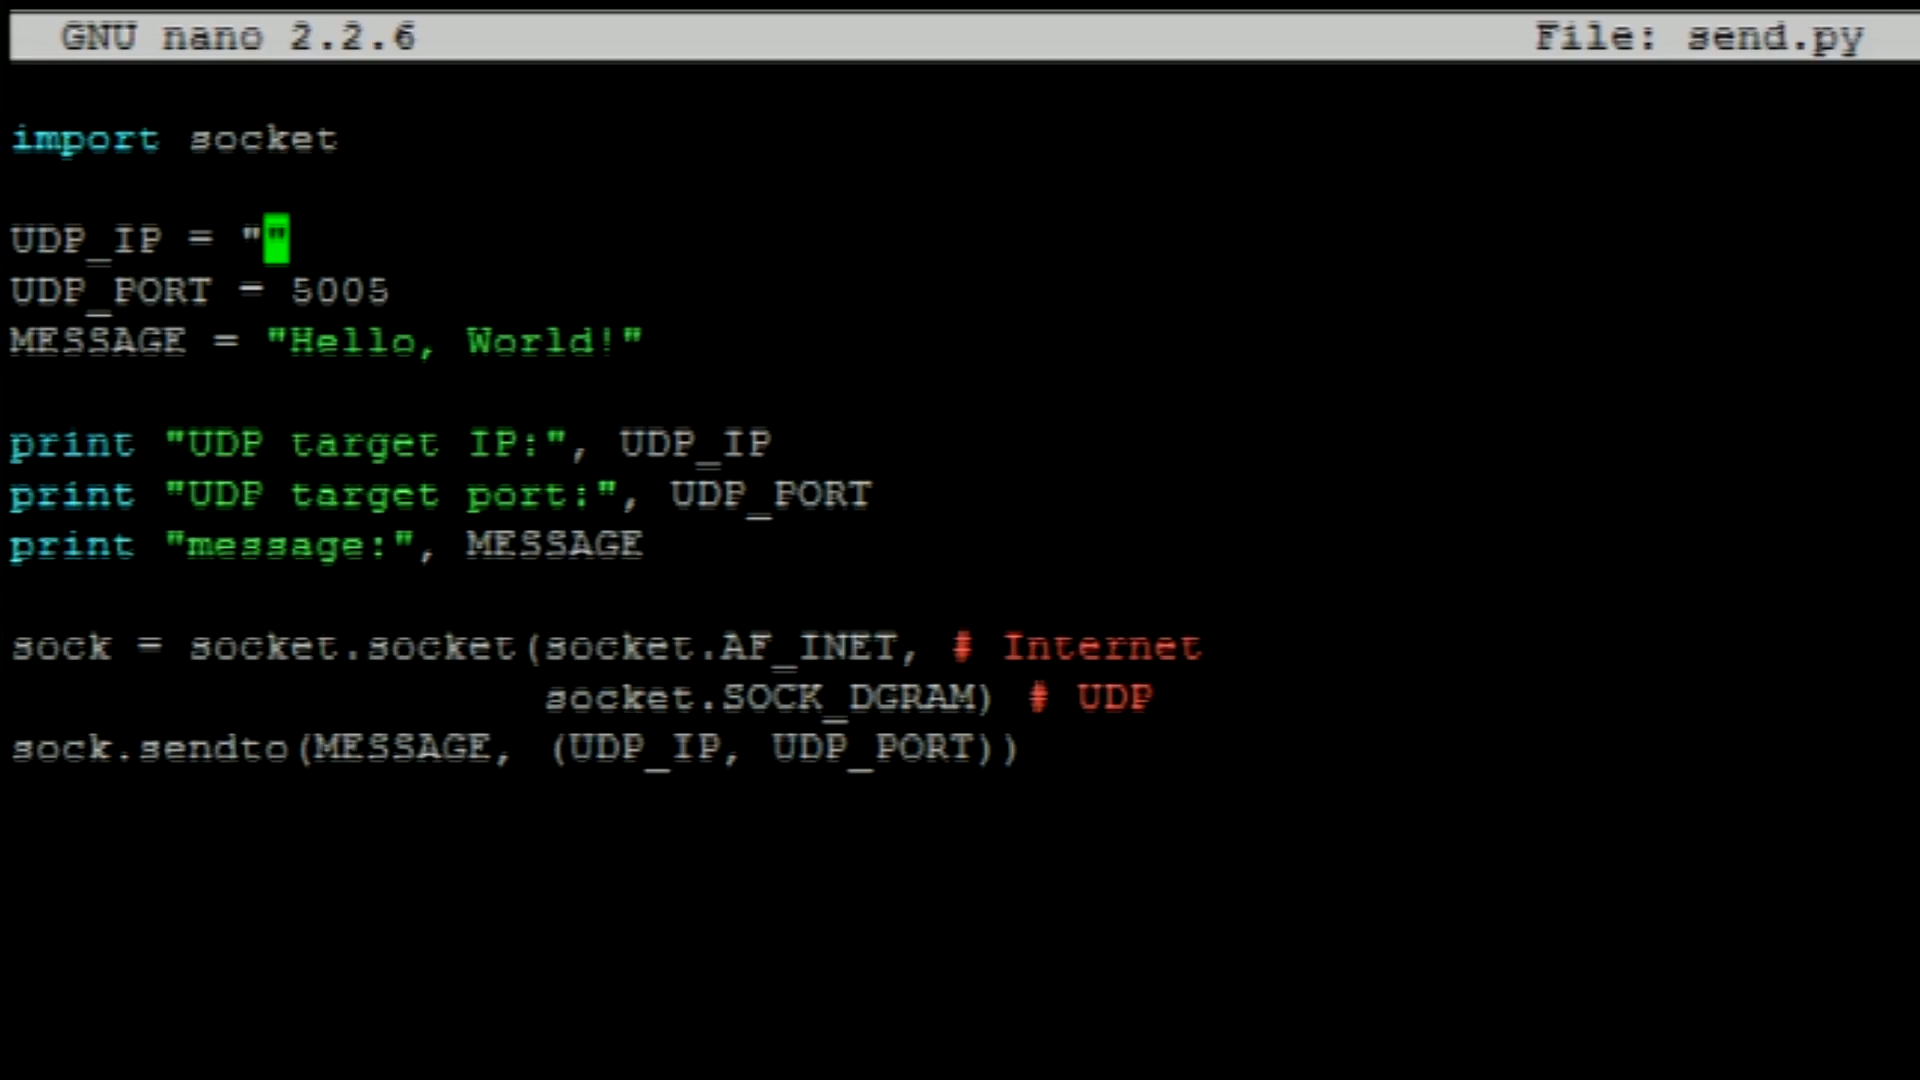 GNU nano 2.2.6 File: send.py
import socket
UDP_IP = ""
UDP_PORT = 5005
MESSAGE = "Hello, World!"
print "UDP target IP:", UDP_IP
print "UDP target port:", UDP_PORT
print "message:", MESSAGE
sock = socket.socket(socket.AF_INET, # Internet
socket.SOCK_DGRAM) # UDP
sock.sendto(MESSAGE, (UDP_IP, UDP_PORT))